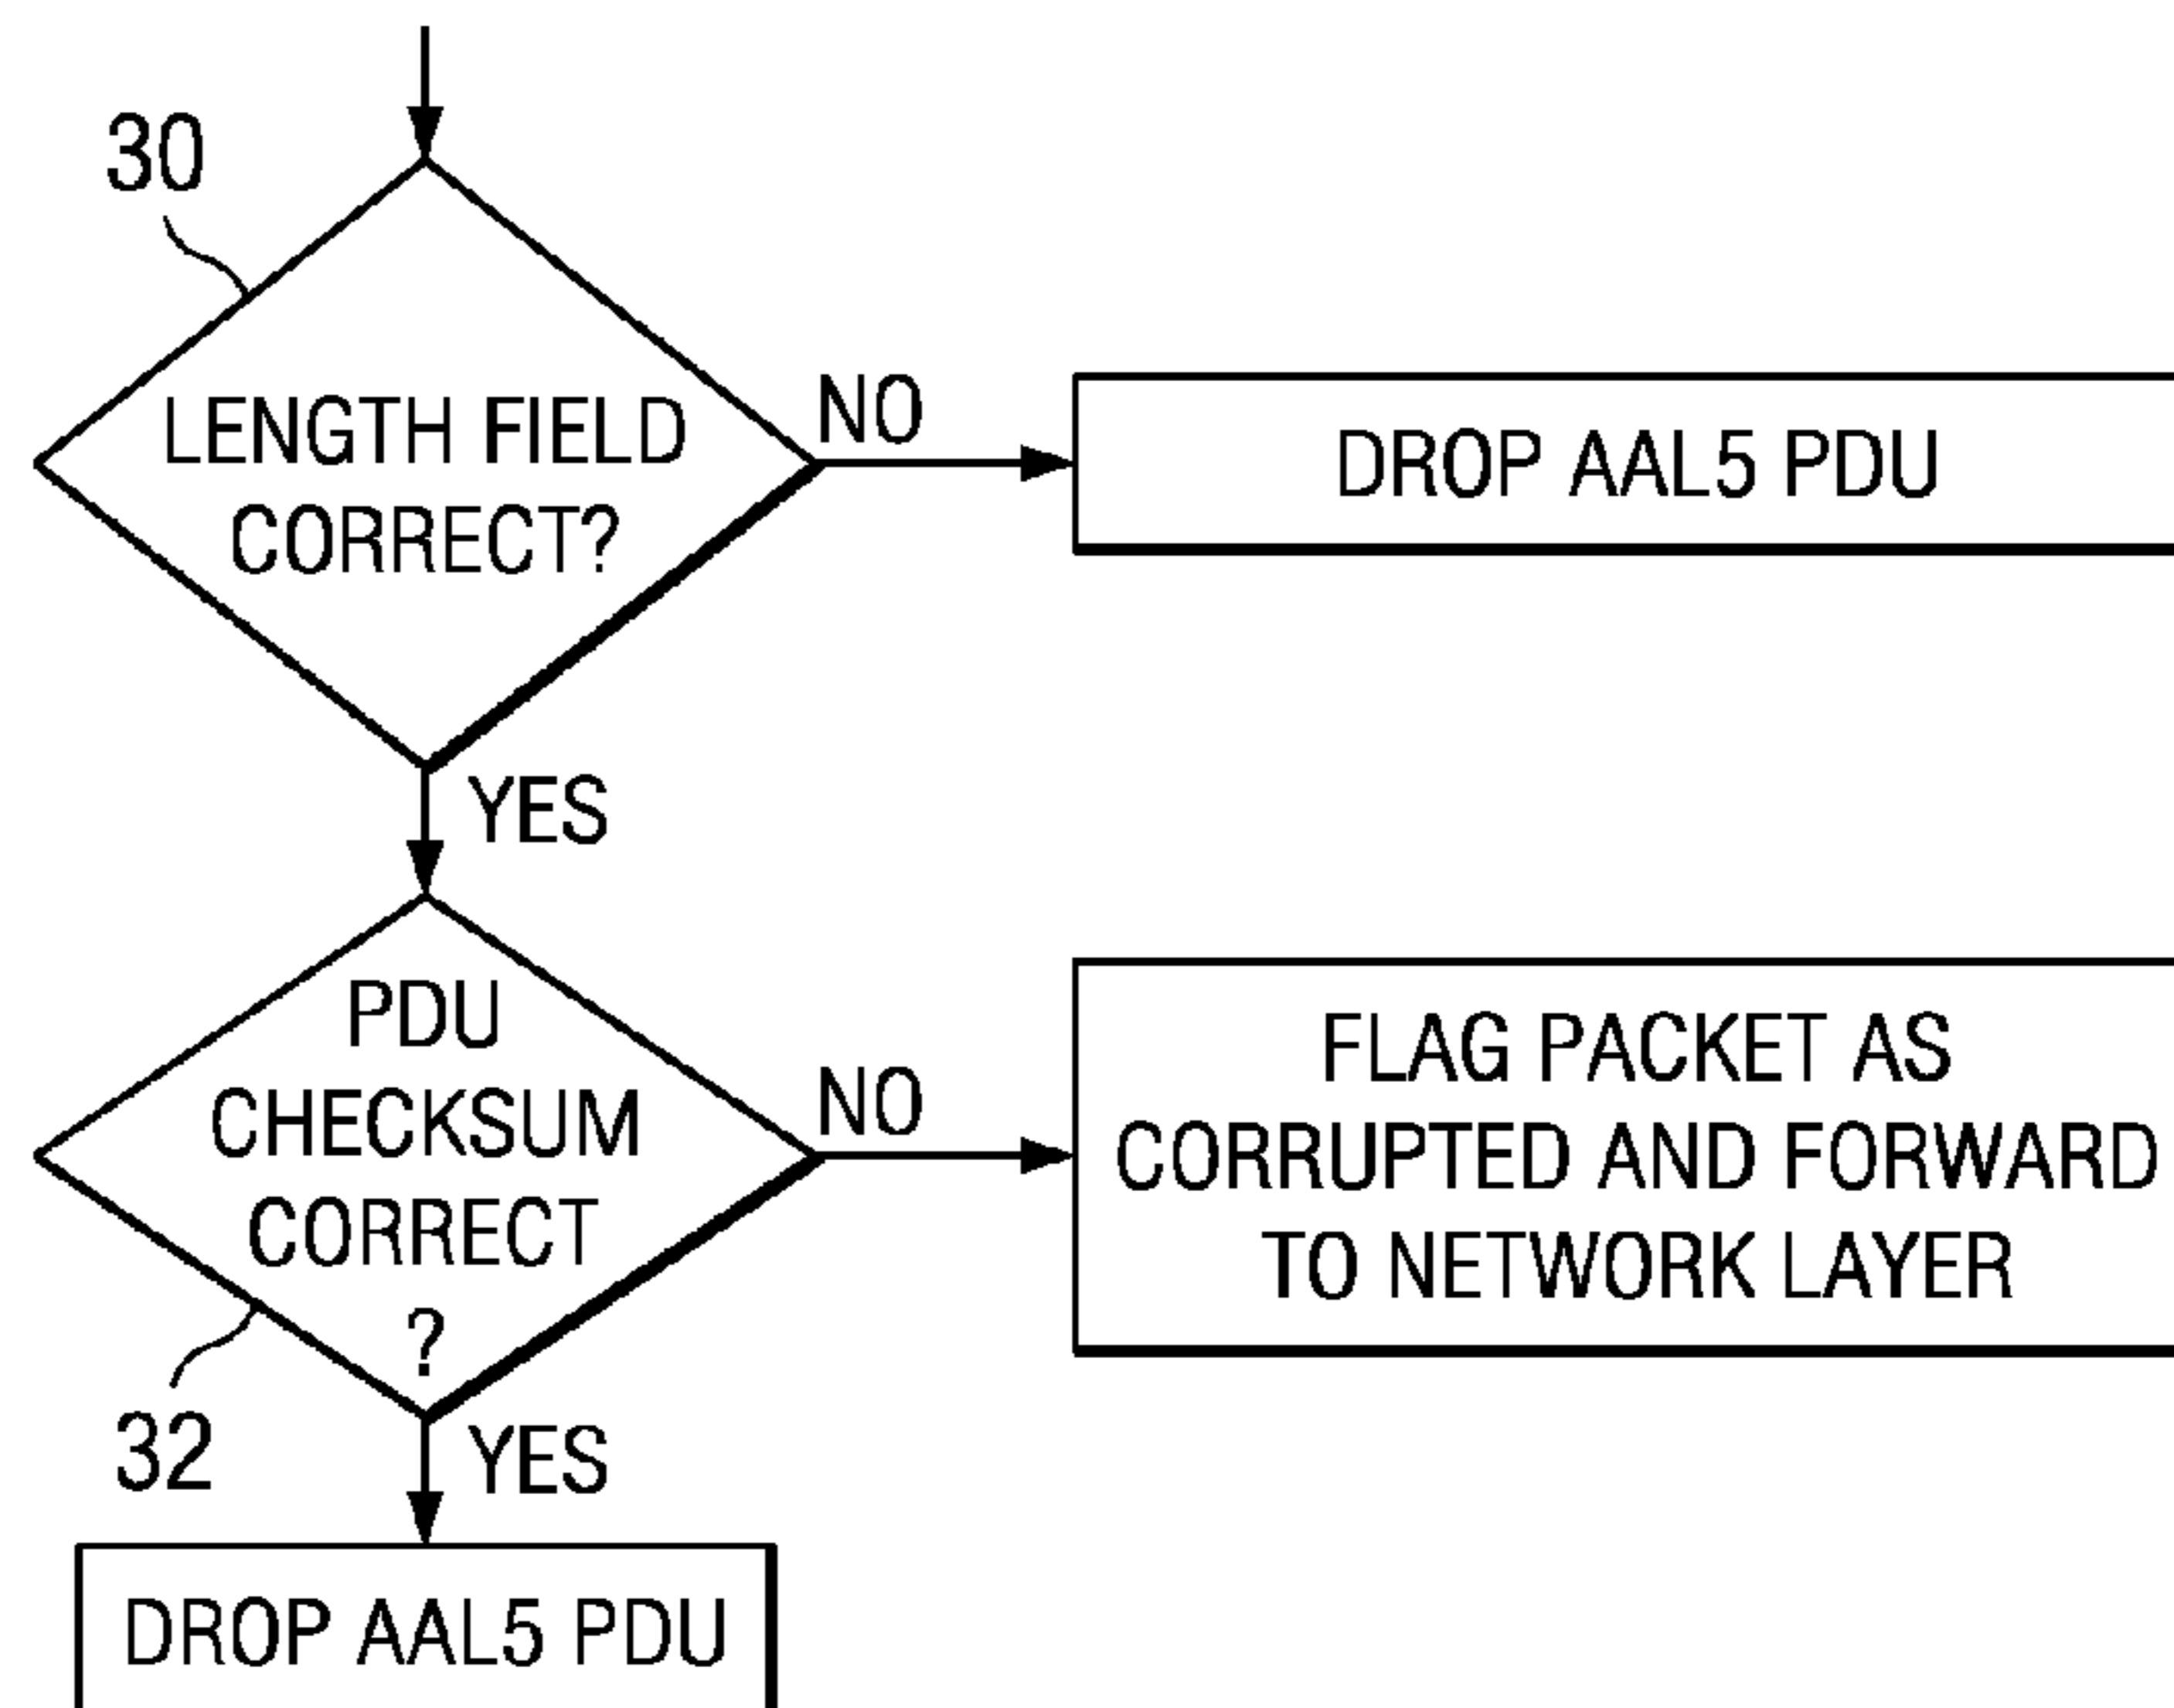 30
LENGTH FIELD
CORRECT?
NO
DROP AAL5 PDU
YES
PDU
CHECKSUM
CORRECT
?
NO
FLAG PACKET AS
CORRUPTED AND FORWARD
TO NETWORK LAYER
32
YES
DROP AAL5 PDU